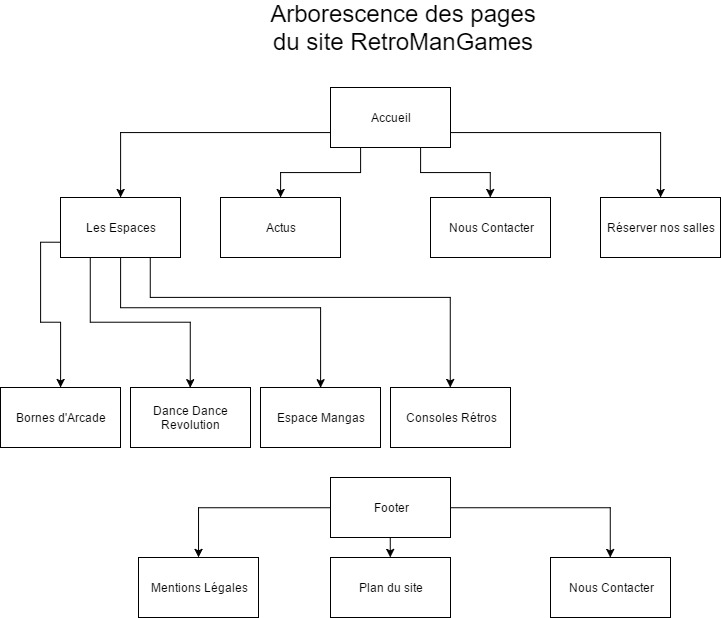 Arborescence des pages
du site RetroManGames
Accueil
Les Espaces
Actus
Nous Contacter
Réserver nos salles
Bornes d'Arcade
Dance Dance
Revolution
Espace Mangas
Consoles Rétros
Footer
Mentions Légales
Plan du site
Nous Contacter